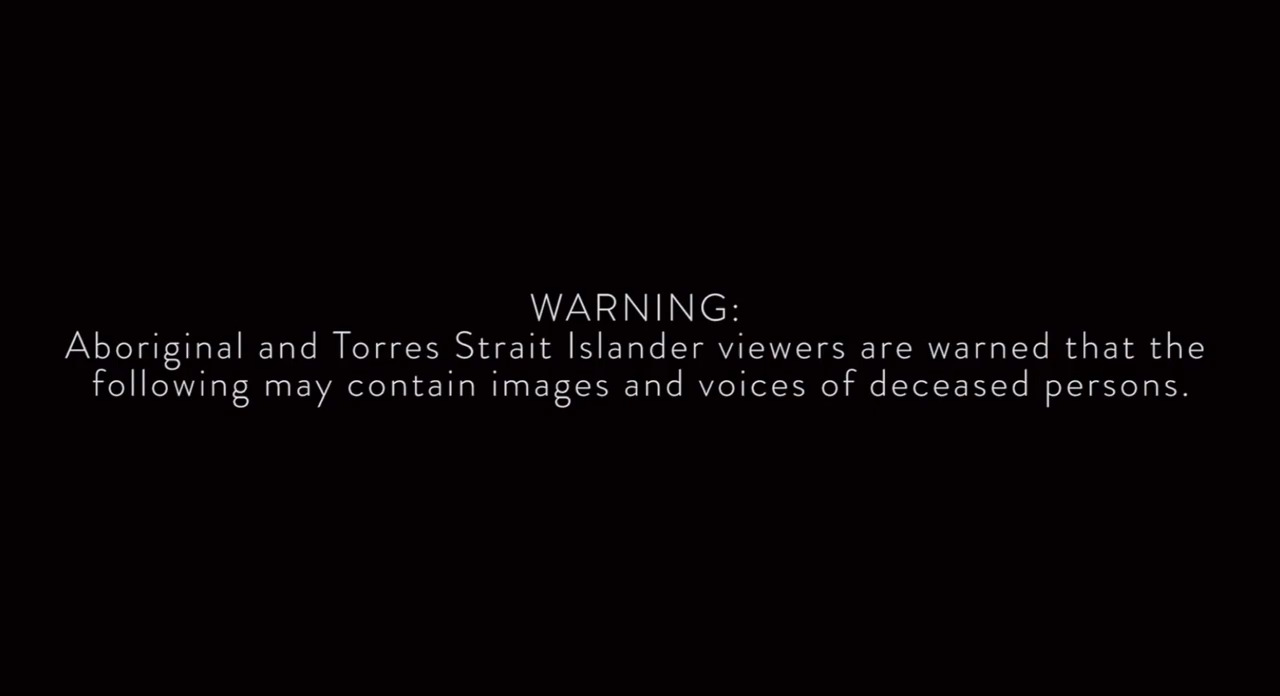 WARNING:
Aboriginal and Torres Strait Islander viewers are warned that the
following may contain images and voices of deceased persons.